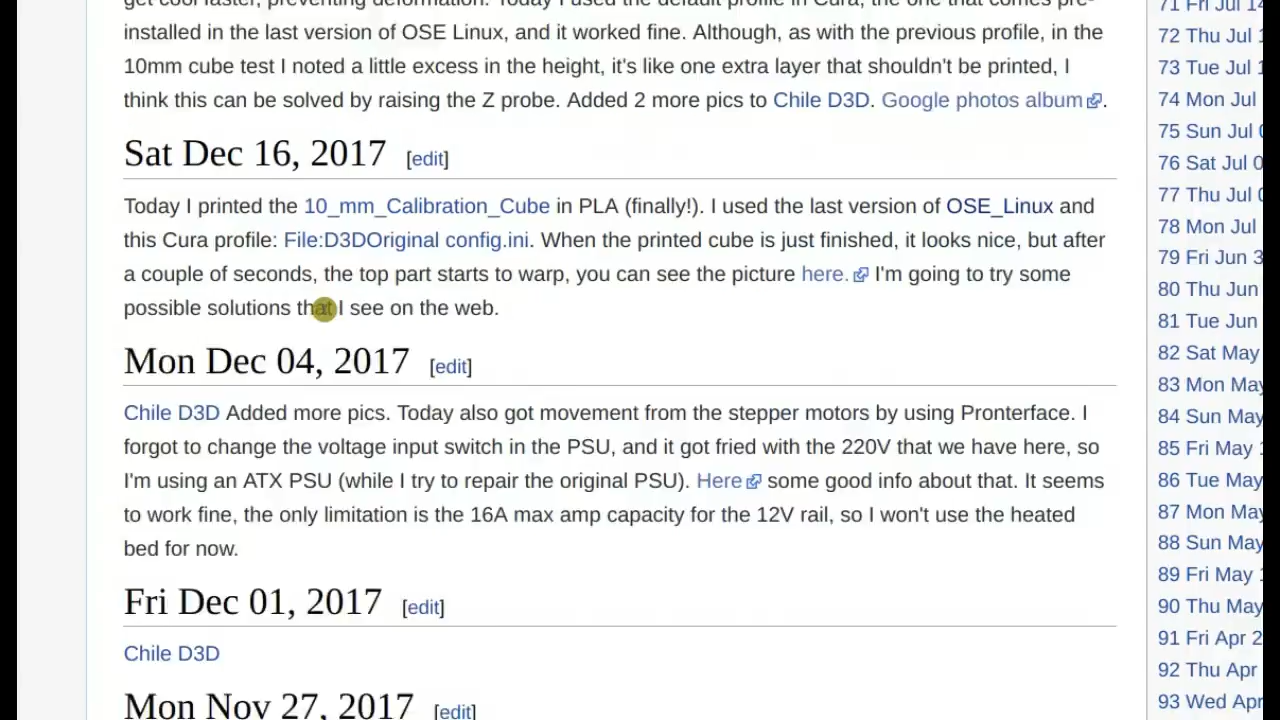 get cool faster, preventing deformation. Today I used the default profile in Cura, the one that comes pre-
installed in the last version of OSE Linux, and it worked fine. Although, as with the previous profile, in the
10mm cube test I noted a little excess in the height, it's like one extra layer that shouldn't be printed, I
think this can be solved by raising the Z probe. Added 2 more pics to Chile D3D. Google photos album.
Sat Dec 16, 2017 [edit]
Today I printed the 10_mm_Calibration_Cube in PLA (finally!). I used the last version of OSE_Linux and
this Cura profile: File:D3DOriginal config.ini. When the printed cube is just finished, it looks nice, but after
a couple of seconds, the top part starts to warp, you can see the picture here. I'm going to try some
possible solutions that I see on the web.
Mon Dec 04, 2017 [edit]
Chile D3D Added more pics. Today also got movement from the stepper motors by using Pronterface. I
forgot to change the voltage input switch in the PSU, and it got fried with the 220V that we have here, so
I'm using an ATX PSU (while I try to repair the original PSU). Here some good info about that. It seems
to work fine, the only limitation is the 16A max amp capacity for the 12V rail, so I won't use the heated
bed for now.
Fri Dec 01, 2017 [edit]
Chile D3D
Mon Nov 27, 2017 [edit]
71 Fri Jul 14
72 Thu Jul 1
73 Tue Jul 1
74 Mon Jul
75 Sun Jul 0
76 Sat Jul 0
77 Thu Jul 0
78 Mon Jul
79 Fri Jun 3
80 Thu Jun
81 Tue Jun
82 Sat May
83 Mon May
84 Sun May
85 Fri May 1
86 Tue May
87 Mon May
88 Sun May
89 Fri May 1
90 Thu May
91 Fri Apr 2
92 Thu Apr
93 Wed Apr